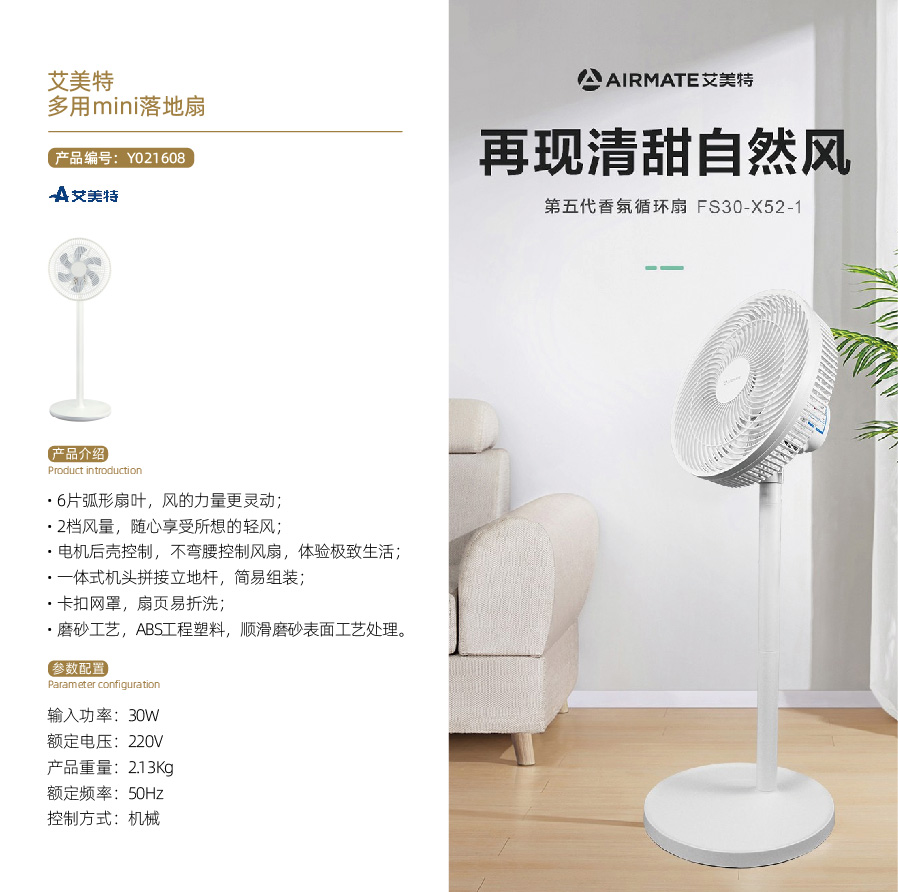 艾美特
多用mini落地扇
产品编号：Y021608
艾美特
产品介绍
Product introduction
• 6片弧形扇叶，风的力量更灵动；
• 2档风量，随心享受所想的轻风；
• 电机后壳控制，不弯腰控制风扇，体验极致生活；
• 一体式机头拼接立地杆，简易组装；
• 卡扣网罩，扇页易折洗；
• 磨砂工艺，ABS工程塑料，顺滑磨砂表面工艺处理。
参数配置
Parameter configuration
输入功率：30W
额定电压：220V
产品重量：2.13Kg
额定频率：50Hz
控制方式：机械
AIRMATE艾美特
再现清甜自然风
第五代香氛循环扇 FS30-X52-1